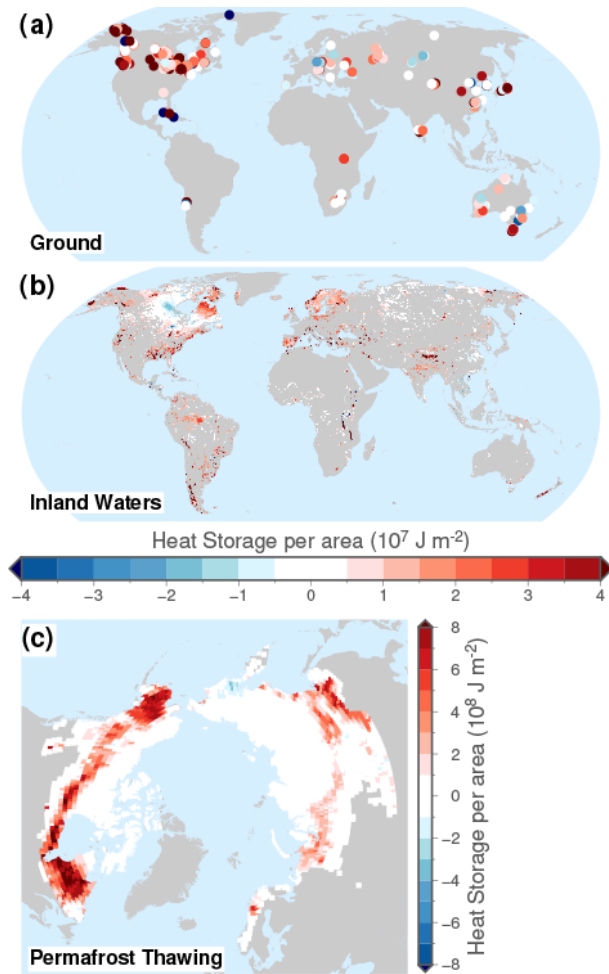 (a)
Ground
(b)
Inland Waters
Heat Storage per area (10⁷ J m⁻²)
−4 −3 −2 −1 0 1 2 3 4
(c)
Permafrost Thawing
8
6
4
2
0
−2
−4
−6
−8
Heat Storage per area (10⁸ J m⁻²)